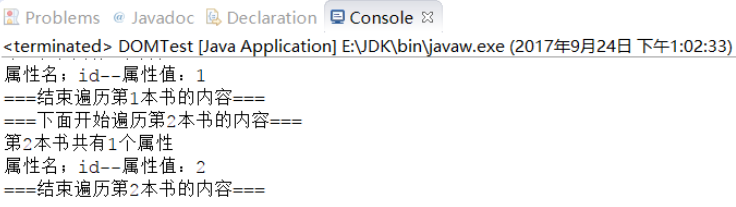 Problems @ Javadoc Declaration Console
<terminated> DOMTest [Java Application] E:\JDK\bin\javaw.exe (2017年9月24日 下午1:02:33)
属性名；id--属性值：1
===结束遍历第1本书的内容===
===下面开始遍历第2本书的内容===
第2本书共有1个属性
属性名；id--属性值：2
===结束遍历第2本书的内容===